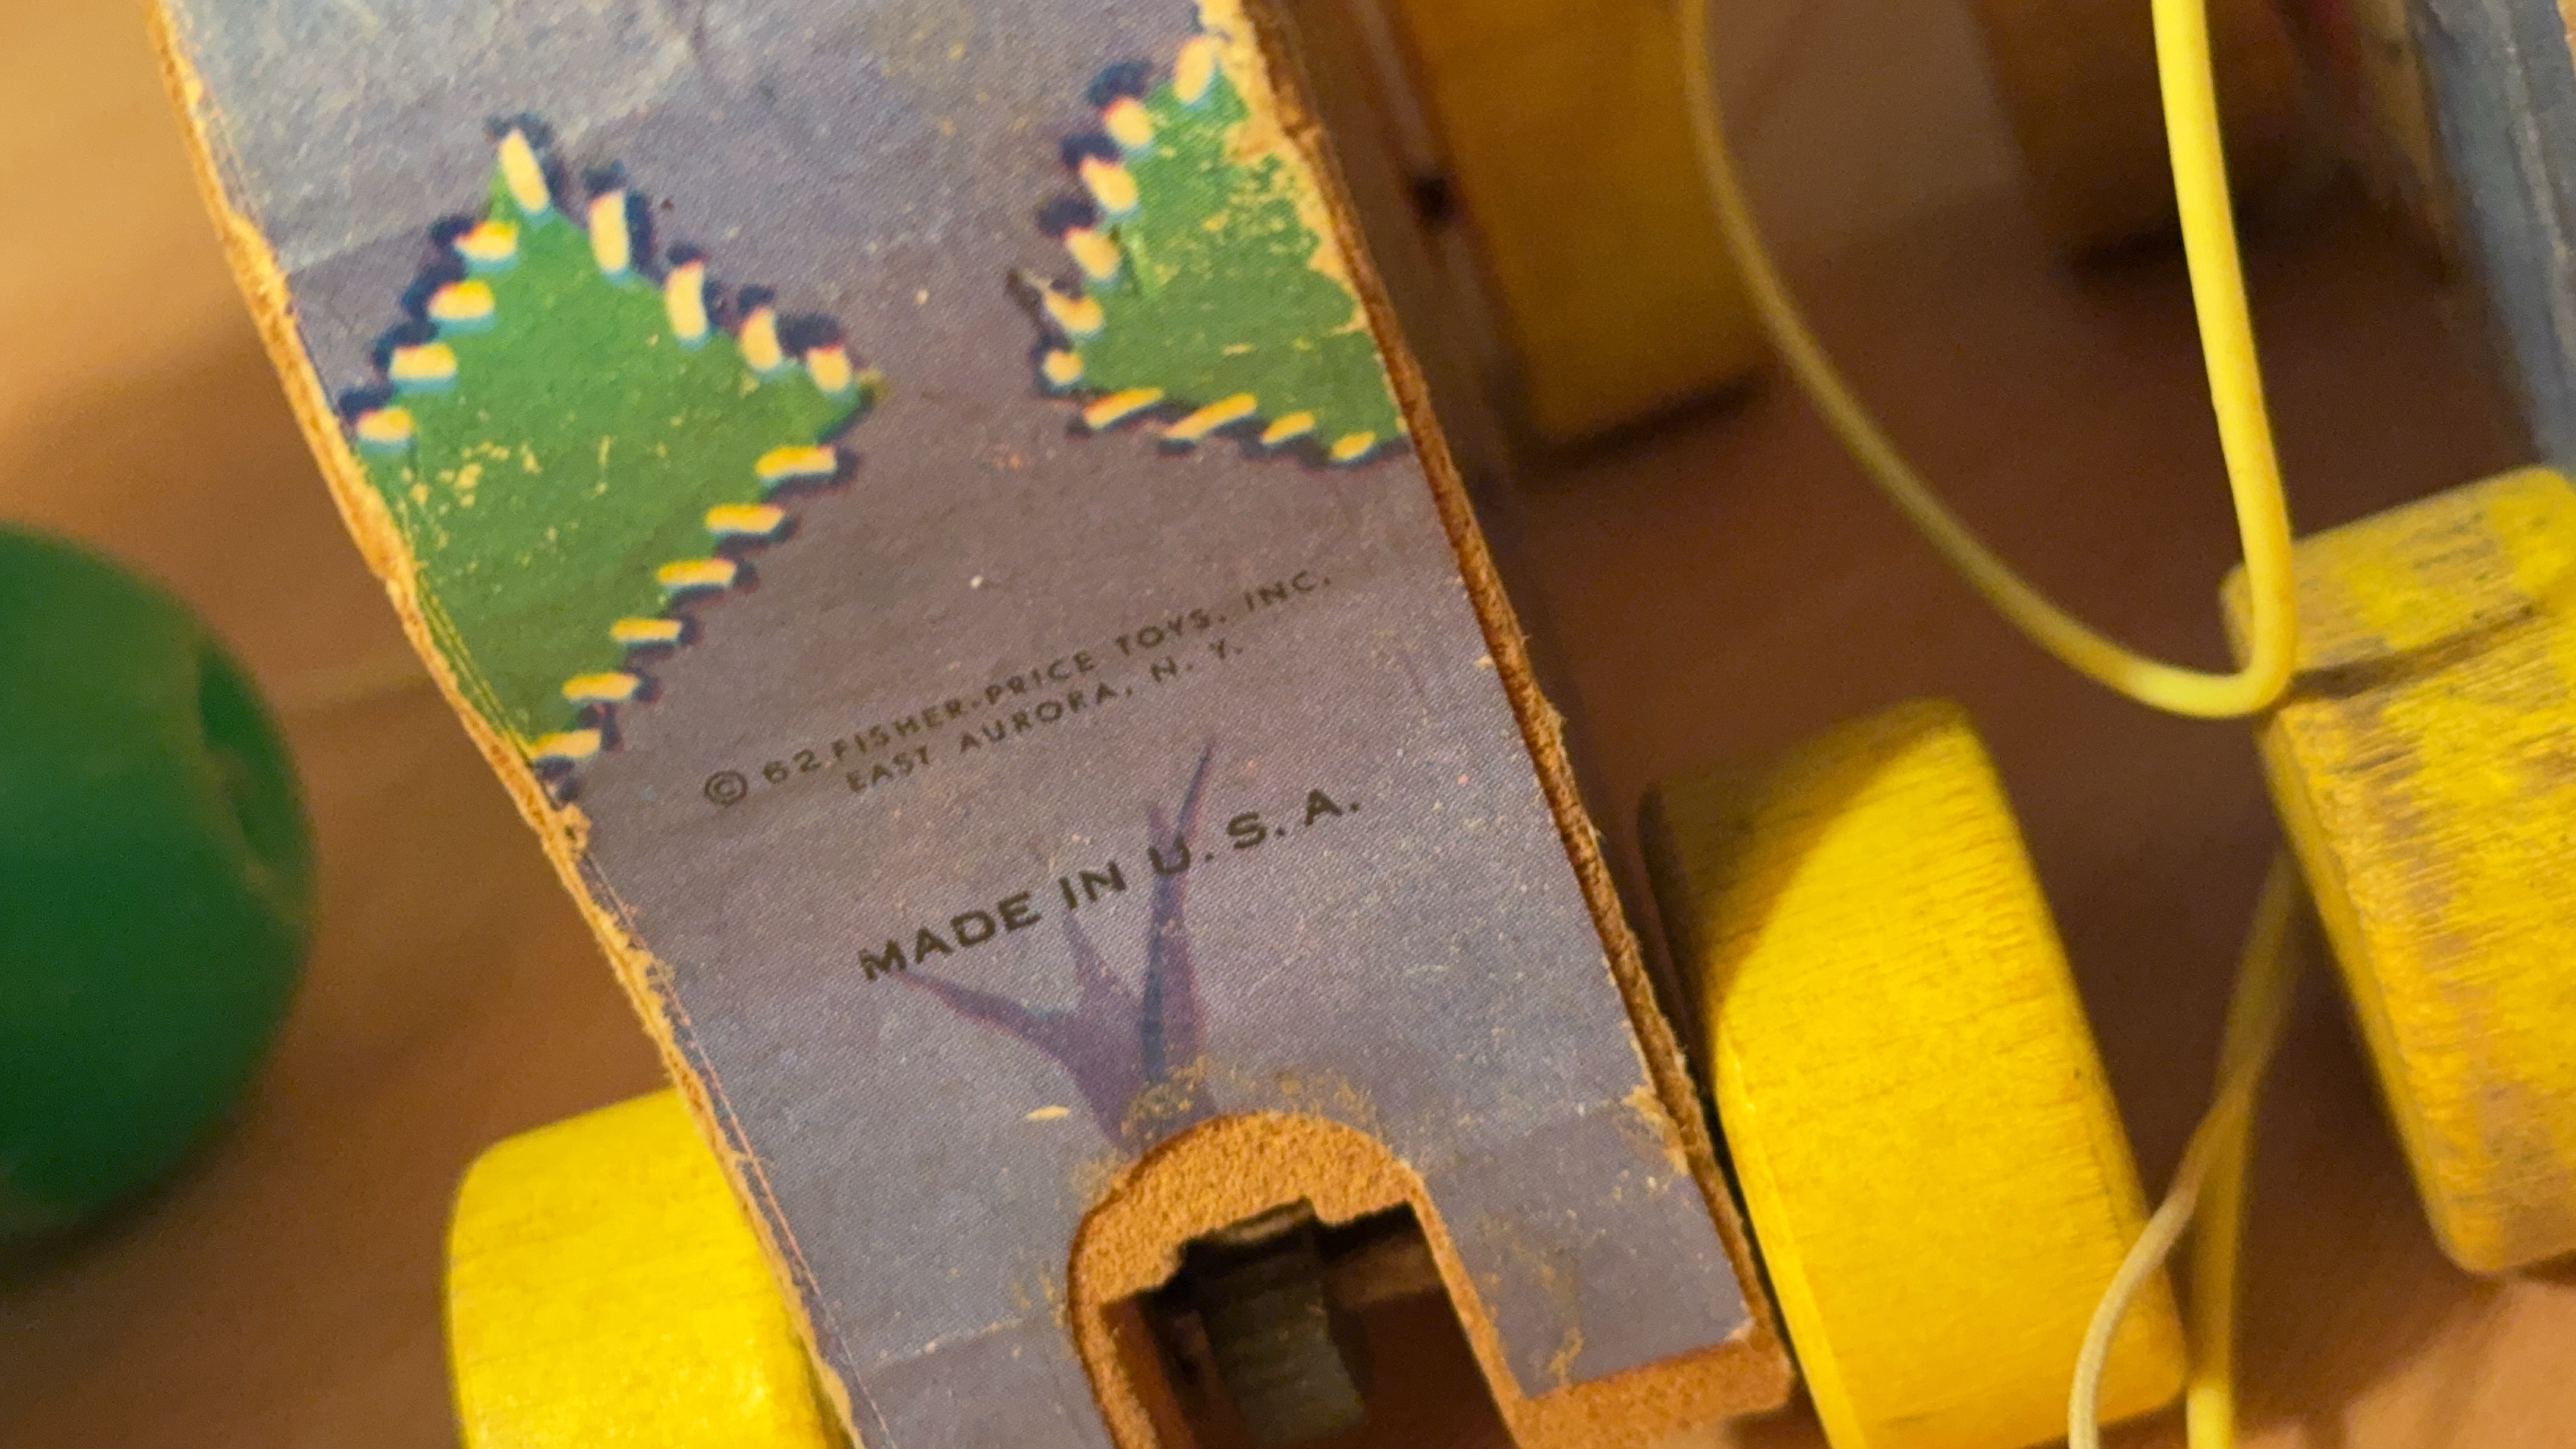 © 62 FISHER-PRICE TOYS, INC.
EAST AURORA, N. Y.
MADE IN U.S.A.